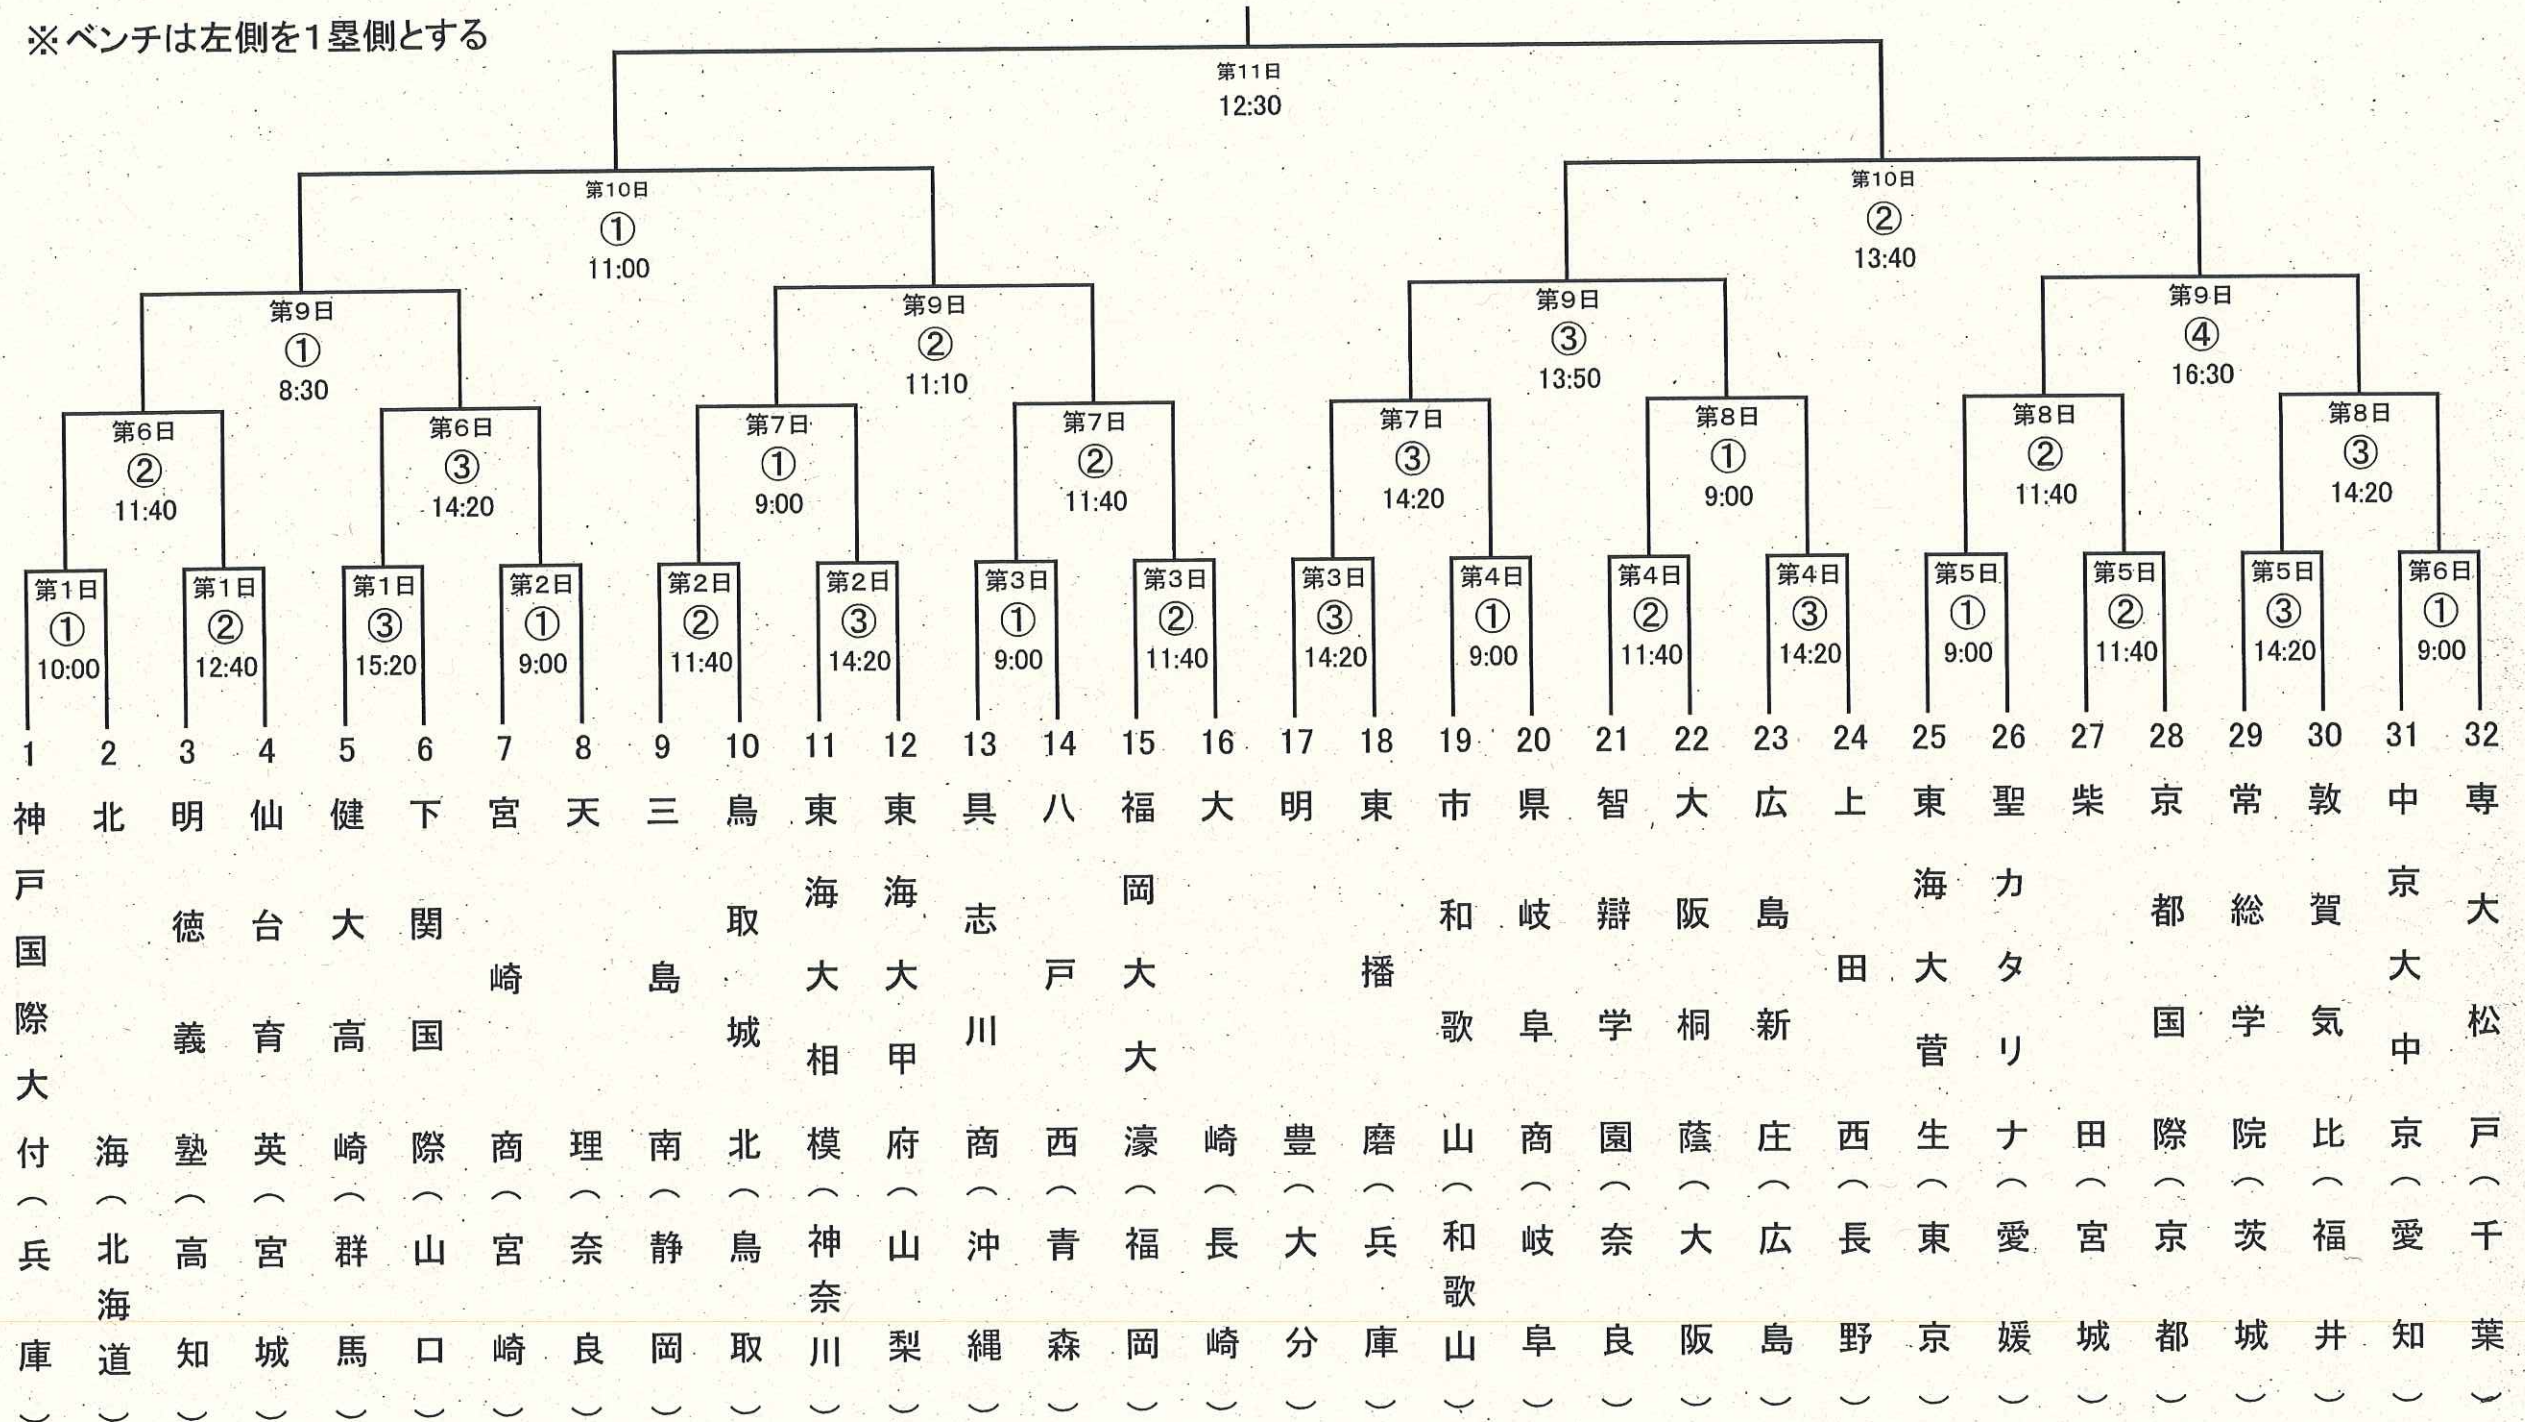 ※ベンチは左側を1塁側とする
第11日
12:30
第10日
①
11:00
第10日
②
13:40
第9日
①
8:30
第9日
②
11:10
第9日
③
13:50
第9日
④
16:30
第6日
②
11:40
第6日
③
14:20
第7日
①
9:00
第7日
②
11:40
第7日
③
14:20
第8日
①
9:00
第8日
②
11:40
第8日
③
14:20
第1日
①
10:00
第1日
②
12:40
第1日
③
15:20
第2日
①
9:00
第2日
②
11:40
第2日
③
14:20
第3日
①
9:00
第3日
②
11:40
第3日
③
14:20
第4日
①
9:00
第4日
②
11:40
第4日
③
14:20
第5日
①
9:00
第5日
②
11:40
第5日
③
14:20
第6日
①
9:00
1 神戸国際大付(兵庫)
2 北海(北海道)
3 明徳義塾(高知)
4 仙台育英(宮城)
5 健大高崎(群馬)
6 下関国際(山口)
7 宮崎商(宮崎)
8 天理(奈良)
9 三島南(静岡)
10 鳥取城北(鳥取)
11 東海大相模(神奈川)
12 東海大甲府(山梨)
13 具志川商(沖縄)
14 八戸西(青森)
15 福岡大大濠(福岡)
16 大崎(長崎)
17 明豊(大分)
18 東播磨(兵庫)
19 市和歌山(和歌山)
20 県岐阜商(岐阜)
21 智辯学園(奈良)
22 大阪桐蔭(大阪)
23 広島新庄(広島)
24 上田西(長野)
25 東海大菅生(東京)
26 聖カタリナ(愛媛)
27 柴田(宮城)
28 京都国際(京都)
29 常総学院(茨城)
30 敦賀気比(福井)
31 中京大中京(愛知)
32 専大松戸(千葉)